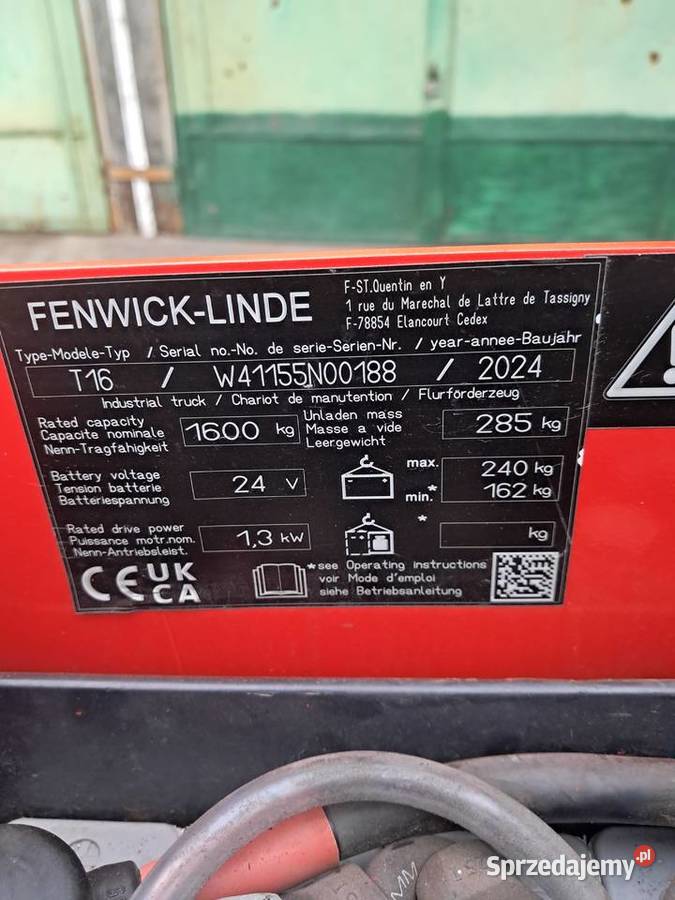 FENWICK-LINDE
F-ST.Quentin en Y
1 rue du Marechal de Lattre de Tassigny
F-78854 Elancourt Cedex
Type-Modele-Typ / Serial no.-No. de serie-Serien-Nr. / year-annee-Baujahr
T16 / W41155N00188 / 2024
Industrial truck / Chariot de manutention / Flurförderzeug
Rated capacity
Capacite nominale
Nenn-Tragfähigkeit
1600 kg
Unladen mass
Masse a vide
Leergewicht
285 kg
Battery voltage
Tension batterie
Batteriespannung
24 V
max. 240 kg
min.* 162 kg
Rated drive power
Puissance motr.nom.
Nenn-Antriebsleist.
1,3 kW
* kg
CE UK
CA
*see Operating instructions
voir Mode d'emploi
siehe Betriebsanleitung
Sprzedajemy.pl